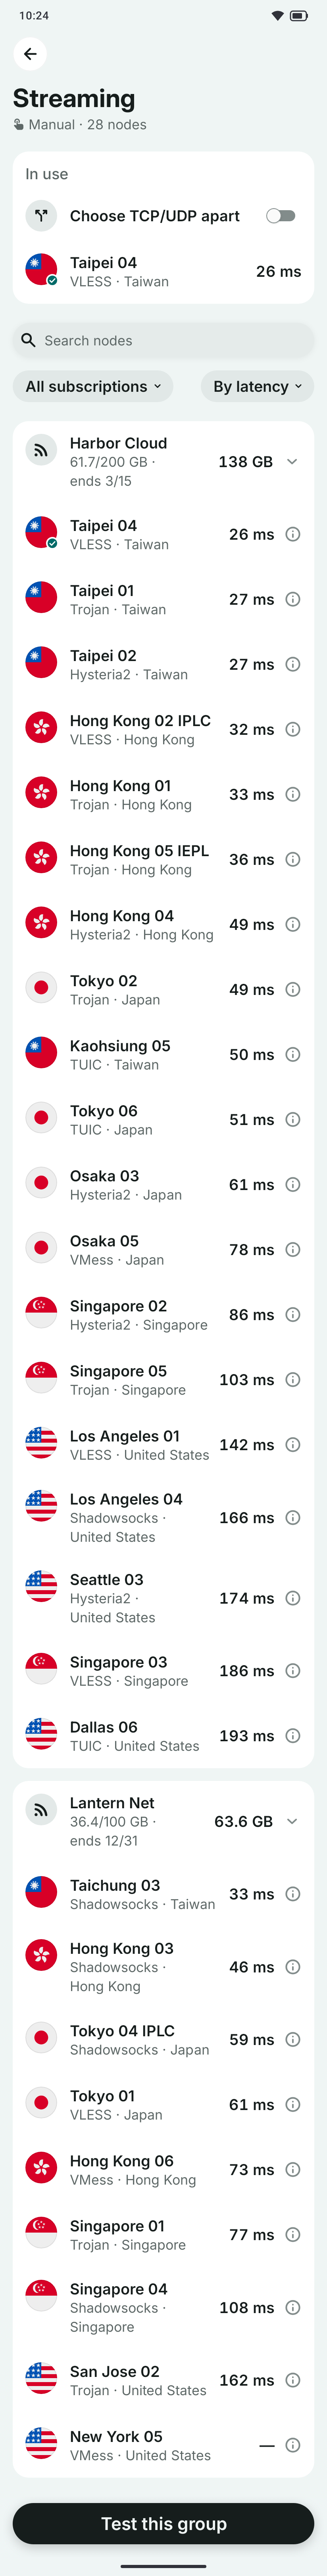 10:24
Streaming
Manual · 28 nodes
In use
Choose TCP/UDP apart
Taipei 04
VLESS · Taiwan
26 ms
Search nodes
All subscriptions
By latency
Harbor Cloud
61.7/200 GB ·
ends 3/15
138 GB
Taipei 04
VLESS · Taiwan
26 ms
Taipei 01
Trojan · Taiwan
27 ms
Taipei 02
Hysteria2 · Taiwan
27 ms
Hong Kong 02 IPLC
VLESS · Hong Kong
32 ms
Hong Kong 01
Trojan · Hong Kong
33 ms
Hong Kong 05 IEPL
Trojan · Hong Kong
36 ms
Hong Kong 04
Hysteria2 · Hong Kong
49 ms
Tokyo 02
Trojan · Japan
49 ms
Kaohsiung 05
TUIC · Taiwan
50 ms
Tokyo 06
TUIC · Japan
51 ms
Osaka 03
Hysteria2 · Japan
61 ms
Osaka 05
VMess · Japan
78 ms
Singapore 02
Hysteria2 · Singapore
86 ms
Singapore 05
Trojan · Singapore
103 ms
Los Angeles 01
VLESS · United States
142 ms
Los Angeles 04
Shadowsocks ·
United States
166 ms
Seattle 03
Hysteria2 ·
United States
174 ms
Singapore 03
VLESS · Singapore
186 ms
Dallas 06
TUIC · United States
193 ms
Lantern Net
36.4/100 GB ·
ends 12/31
63.6 GB
Taichung 03
Shadowsocks · Taiwan
33 ms
Hong Kong 03
Shadowsocks ·
Hong Kong
46 ms
Tokyo 04 IPLC
Shadowsocks · Japan
59 ms
Tokyo 01
VLESS · Japan
61 ms
Hong Kong 06
VMess · Hong Kong
73 ms
Singapore 01
Trojan · Singapore
77 ms
Singapore 04
Shadowsocks ·
Singapore
108 ms
San Jose 02
Trojan · United States
162 ms
New York 05
VMess · United States
—
Test this group